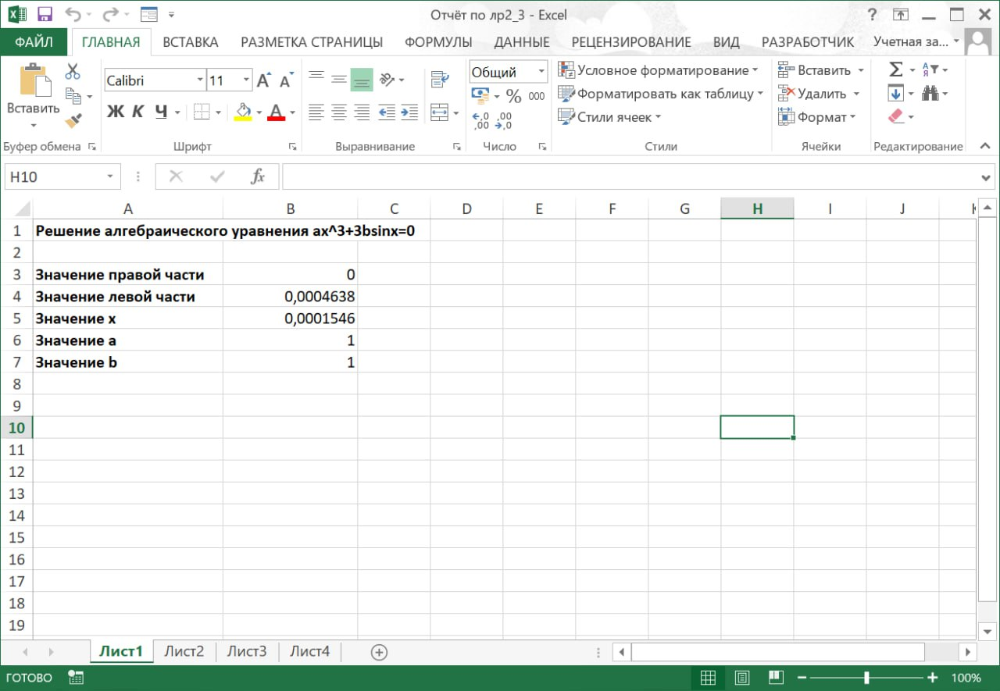 Отчёт по лр2_3 - Excel
?
ФАЙЛ ГЛАВНАЯ ВСТАВКА РАЗМЕТКА СТРАНИЦЫ ФОРМУЛЫ ДАННЫЕ РЕЦЕНЗИРОВАНИЕ ВИД РАЗРАБОТЧИК Учетная за...
Вставить
Calibri 11 А А
Ж К Ч А
Общий
% 000
Условное форматирование
Форматировать как таблицу
Стили ячеек
Вставить
Удалить
Формат
Σ
Буфер обмена Шрифт Выравнивание Число Стили Ячейки Редактирование
H10 fx
A B C D E F G H I J K
1 Решение алгебраического уравнения ax^3+3bsinx=0
2
3 Значение правой части 0
4 Значение левой части 0,0004638
5 Значение x 0,0001546
6 Значение a 1
7 Значение b 1
8
9
10
11
12
13
14
15
16
17
18
19
Лист1 Лист2 Лист3 Лист4
ГОТОВО 100%